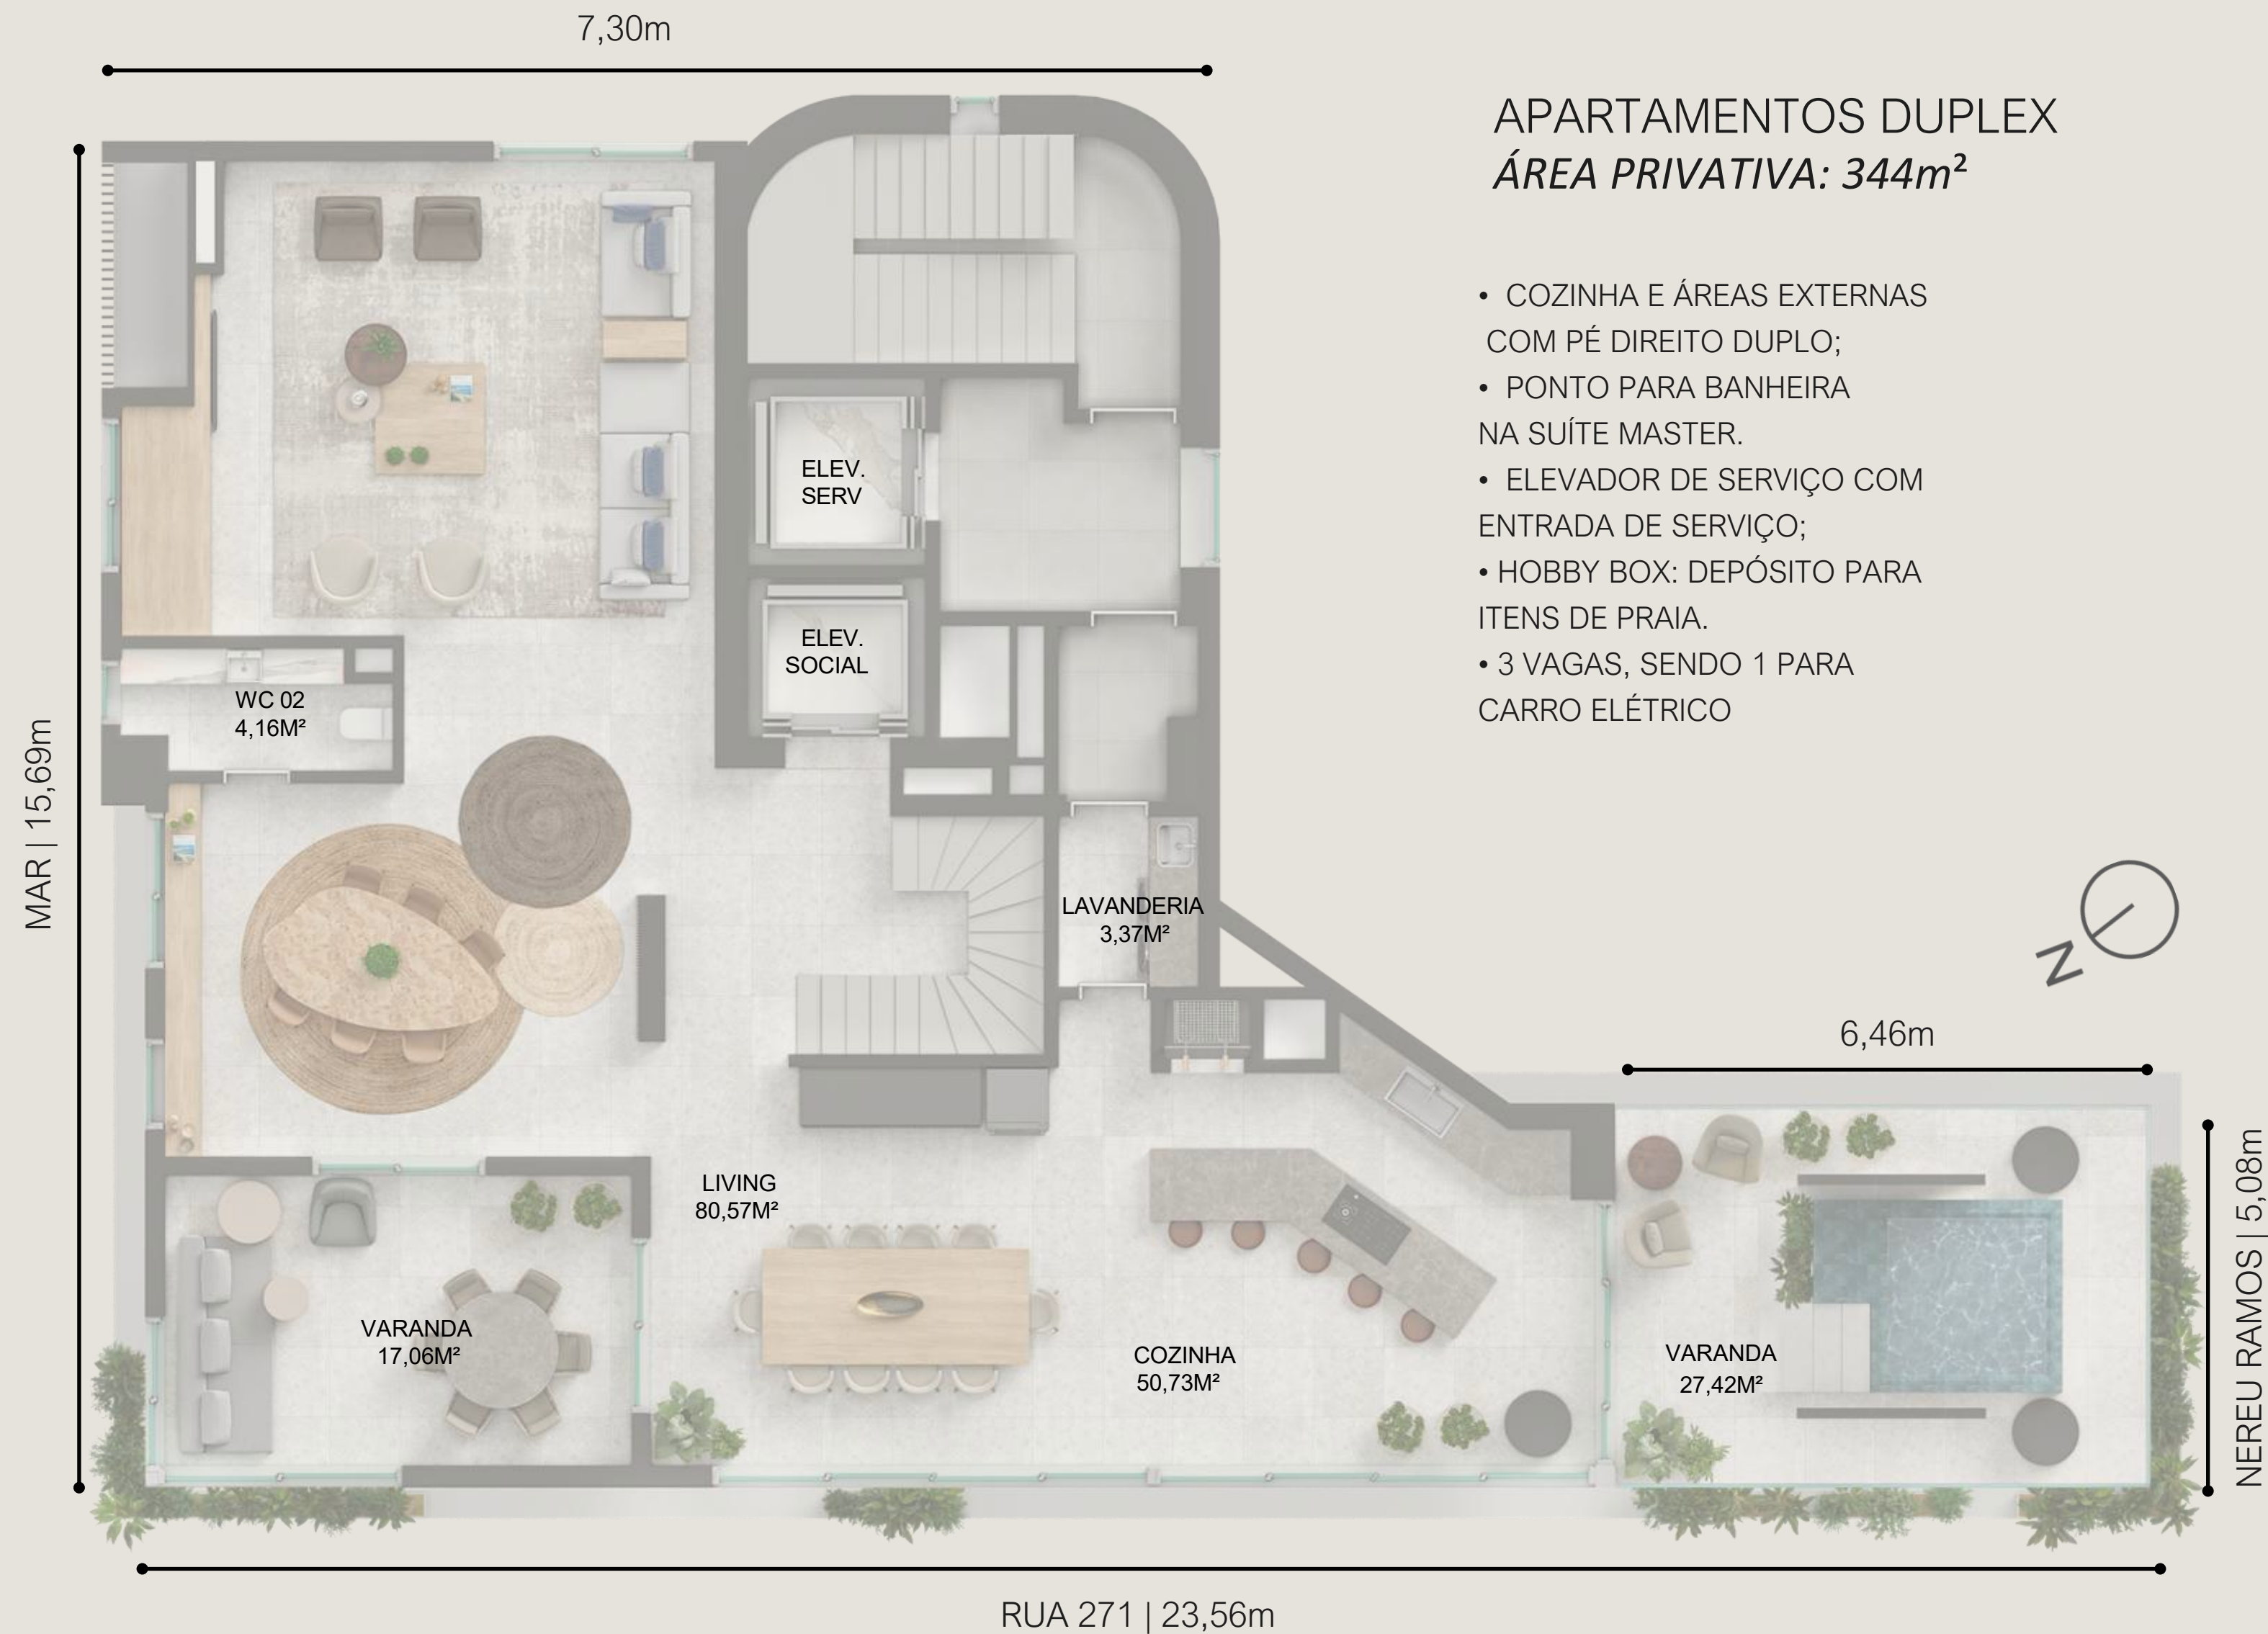 7,30m
APARTAMENTOS DUPLEX
ÁREA PRIVATIVA: 344m²
• COZINHA E ÁREAS EXTERNAS
COM PÉ DIREITO DUPLO;
• PONTO PARA BANHEIRA
NA SUÍTE MASTER.
• ELEVADOR DE SERVIÇO COM
ENTRADA DE SERVIÇO;
• HOBBY BOX: DEPÓSITO PARA
ITENS DE PRAIA.
• 3 VAGAS, SENDO 1 PARA
CARRO ELÉTRICO
ELEV.
SERV
ELEV.
SOCIAL
WC 02
4,16M²
MAR | 15,69m
LAVANDERIA
3,37M²
N
6,46m
LIVING
80,57M²
VARANDA
17,06M²
COZINHA
50,73M²
VARANDA
27,42M²
NEREU RAMOS | 5,08m
RUA 271 | 23,56m